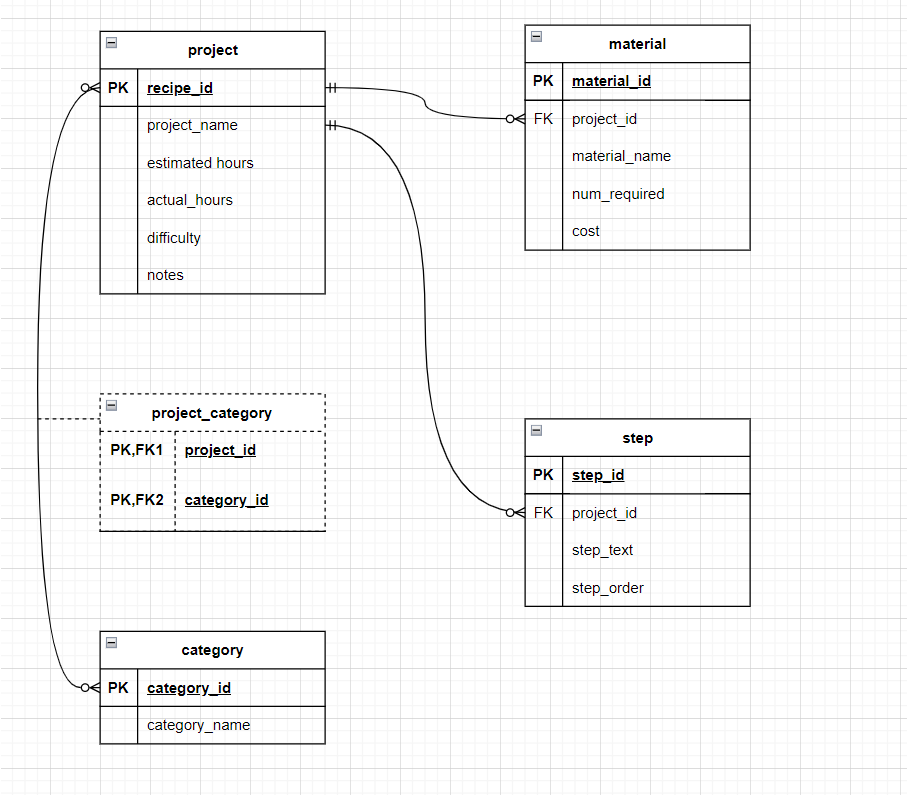 project
PK recipe_id
project_name
estimated hours
actual_hours
difficulty
notes
material
PK material_id
FK project_id
material_name
num_required
cost
project_category
PK,FK1 project_id
PK,FK2 category_id
step
PK step_id
FK project_id
step_text
step_order
category
PK category_id
category_name